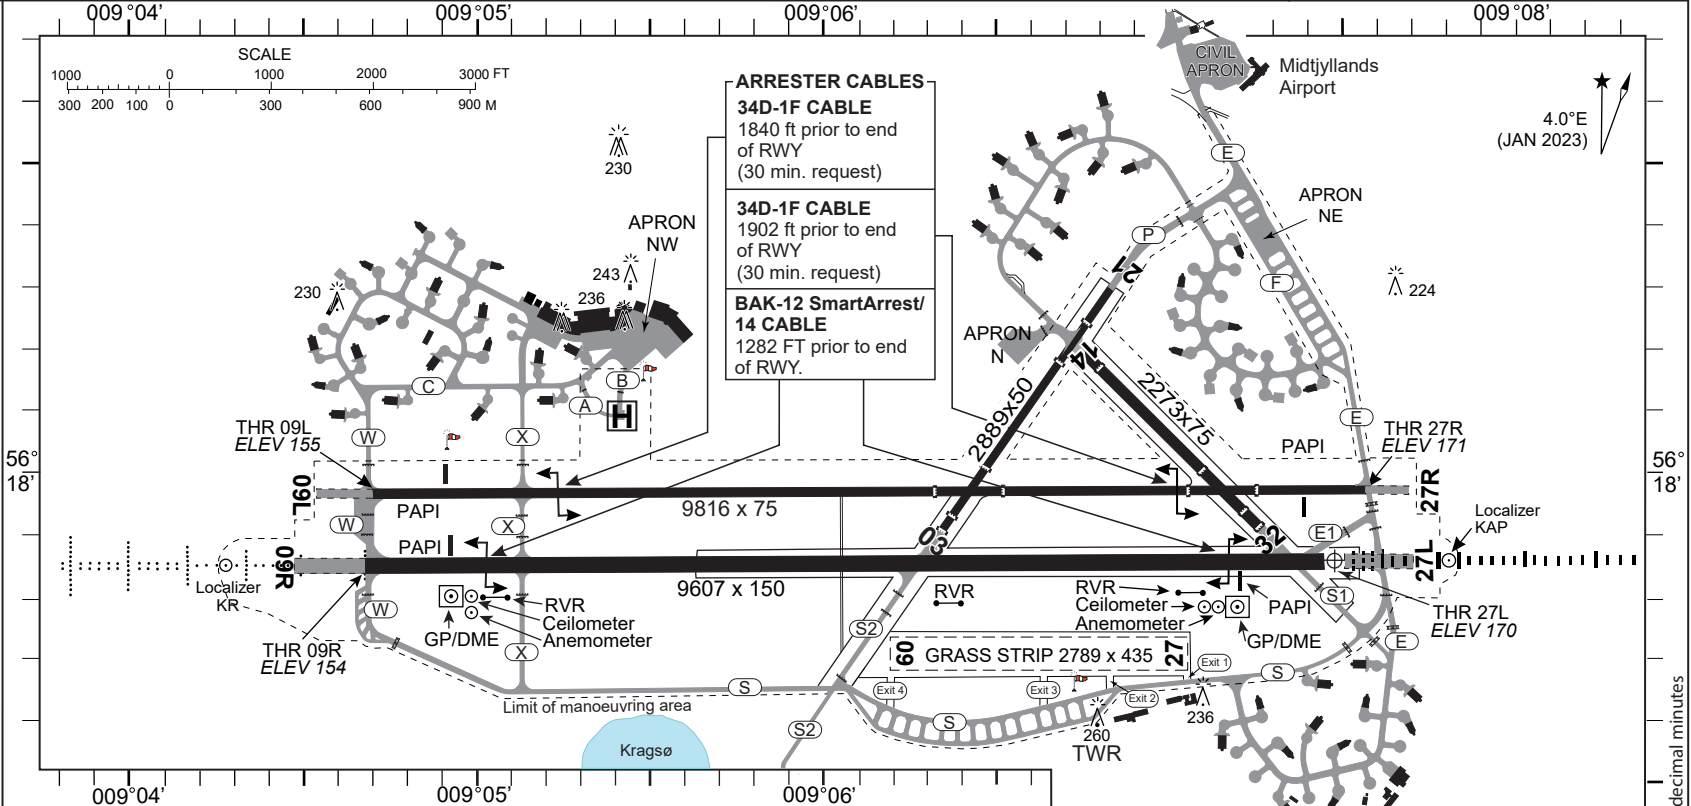 009°04'
009°05'
009°06'
009°08'
SCALE
1000 0 1000 2000 3000 FT
300 200 100 0 300 600 900 M
CIVIL
APRON
Midtjyllands
Airport
4.0°E
(JAN 2023)
ARRESTER CABLES
34D-1F CABLE
1840 ft prior to end
of RWY
(30 min. request)
34D-1F CABLE
1902 ft prior to end
of RWY
(30 min. request)
BAK-12 SmartArrest/
14 CABLE
1282 FT prior to end
of RWY.
230
E
APRON
NE
APRON
NW
P
243
236
230
27
F
224
APRON
N
14
C
B
A
H
2889x50
2273x75
E
THR 09L
ELEV 155
W
X
PAPI
THR 27R
ELEV 171
56°
18'
56°
18'
09L
27R
PAPI
9816 x 75
W
X
E1
Localizer
KAP
PAPI
03
32
09R
27L
Localizer
KR
9607 x 150
W
RVR
Ceilometer
Anemometer
GP/DME
RVR
RVR
Ceilometer
Anemometer
PAPI
GP/DME
S1
THR 27L
ELEV 170
THR 09R
ELEV 154
X
S2
09 GRASS STRIP 2789 x 435 27
E
Exit 1
S
S
Exit 4
Exit 3
Exit 2
Limit of manoeuvring area
S
236
S2
260
TWR
Kragsø
009°04'
009°05'
009°06'
decimal minutes